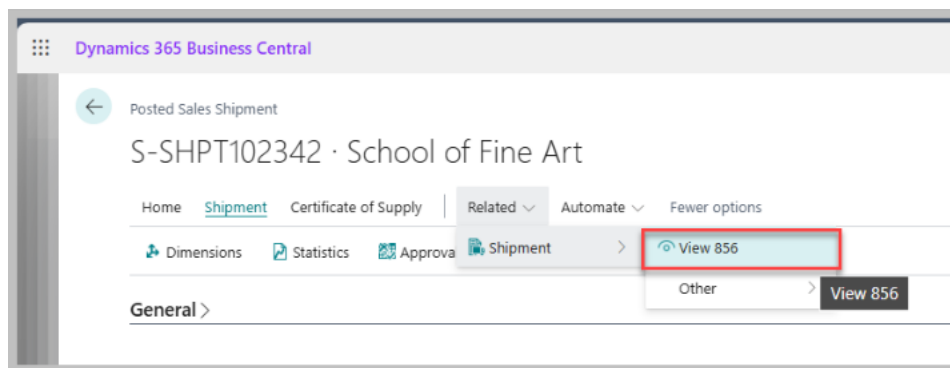 Dynamics 365 Business Central
Posted Sales Shipment
S-SHPT102342 · School of Fine Art
Home Shipment Certificate of Supply Related Automate Fewer options
Dimensions Statistics Approva Shipment View 856
Other View 856
General